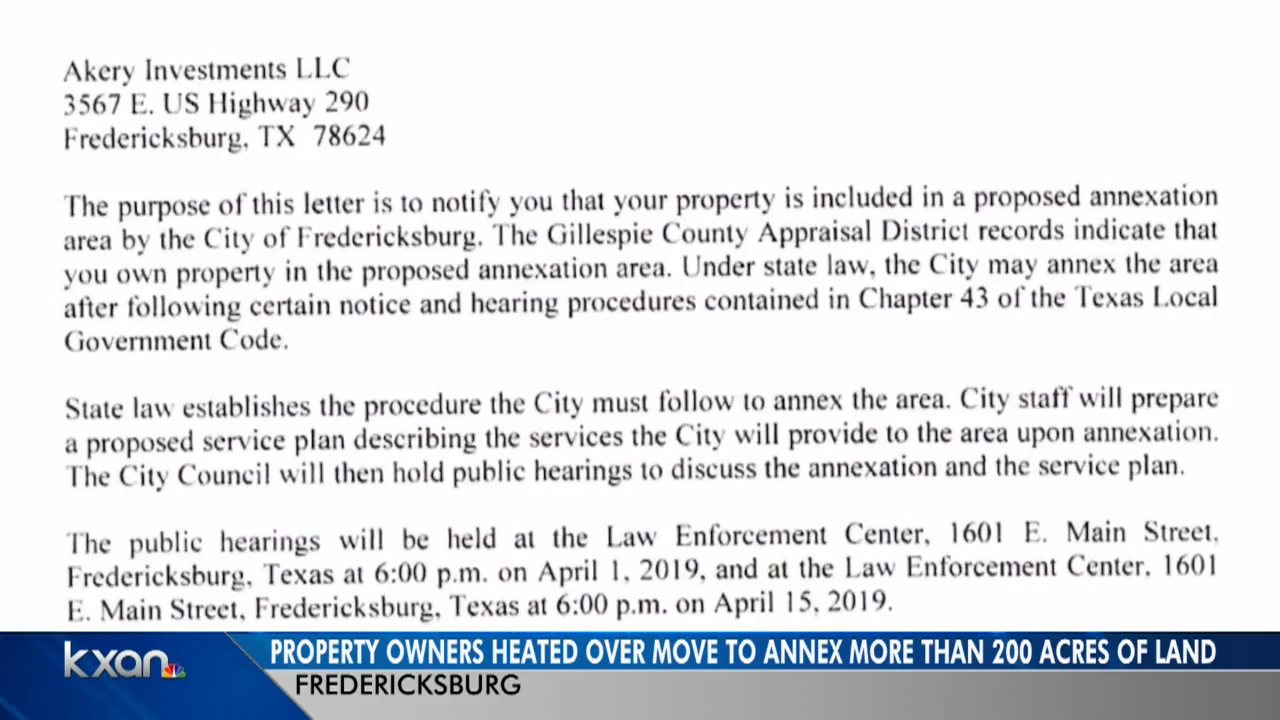 Akery Investments LLC
3567 E. US Highway 290
Fredericksburg, TX 78624
The purpose of this letter is to notify you that your property is included in a proposed annexation
area by the City of Fredericksburg. The Gillespie County Appraisal District records indicate that
you own property in the proposed annexation area. Under state law, the City may annex the area
after following certain notice and hearing procedures contained in Chapter 43 of the Texas Local
Government Code.
State law establishes the procedure the City must follow to annex the area. City staff will prepare
a proposed service plan describing the services the City will provide to the area upon annexation.
The City Council will then hold public hearings to discuss the annexation and the service plan.
The public hearings will be held at the Law Enforcement Center, 1601 E. Main Street,
Fredericksburg, Texas at 6:00 p.m. on April 1, 2019, and at the Law Enforcement Center, 1601
E. Main Street, Fredericksburg, Texas at 6:00 p.m. on April 15, 2019.
kxan
PROPERTY OWNERS HEATED OVER MOVE TO ANNEX MORE THAN 200 ACRES OF LAND
FREDERICKSBURG